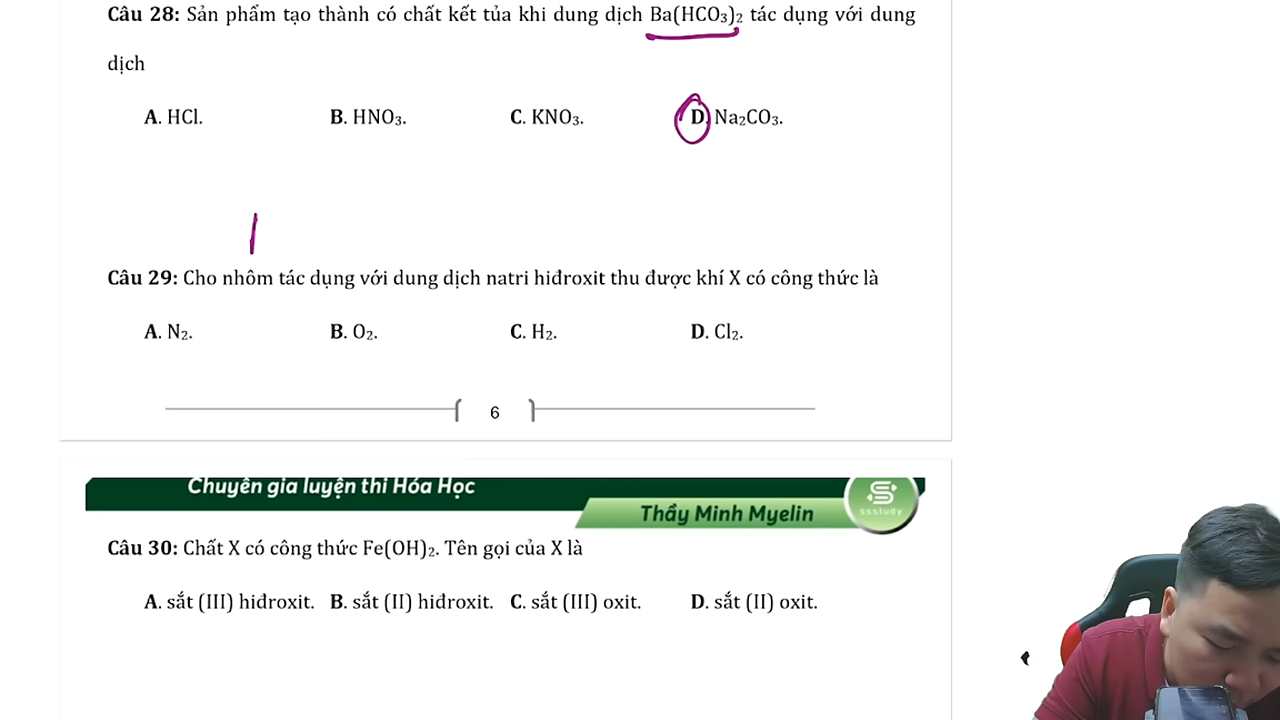 Câu 28: Sản phẩm tạo thành có chất kết tủa khi dung dịch Ba(HCO₃)₂ tác dụng với dung
dịch
A. HCl. B. HNO₃. C. KNO₃. D. Na₂CO₃.
Câu 29: Cho nhôm tác dụng với dung dịch natri hiđroxit thu được khí X có công thức là
A. N₂. B. O₂. C. H₂. D. Cl₂.
6
Chuyên gia luyện thi Hóa Học
Thầy Minh Myelin
ssstudy
Câu 30: Chất X có công thức Fe(OH)₂. Tên gọi của X là
A. sắt (III) hiđroxit. B. sắt (II) hiđroxit. C. sắt (III) oxit. D. sắt (II) oxit.